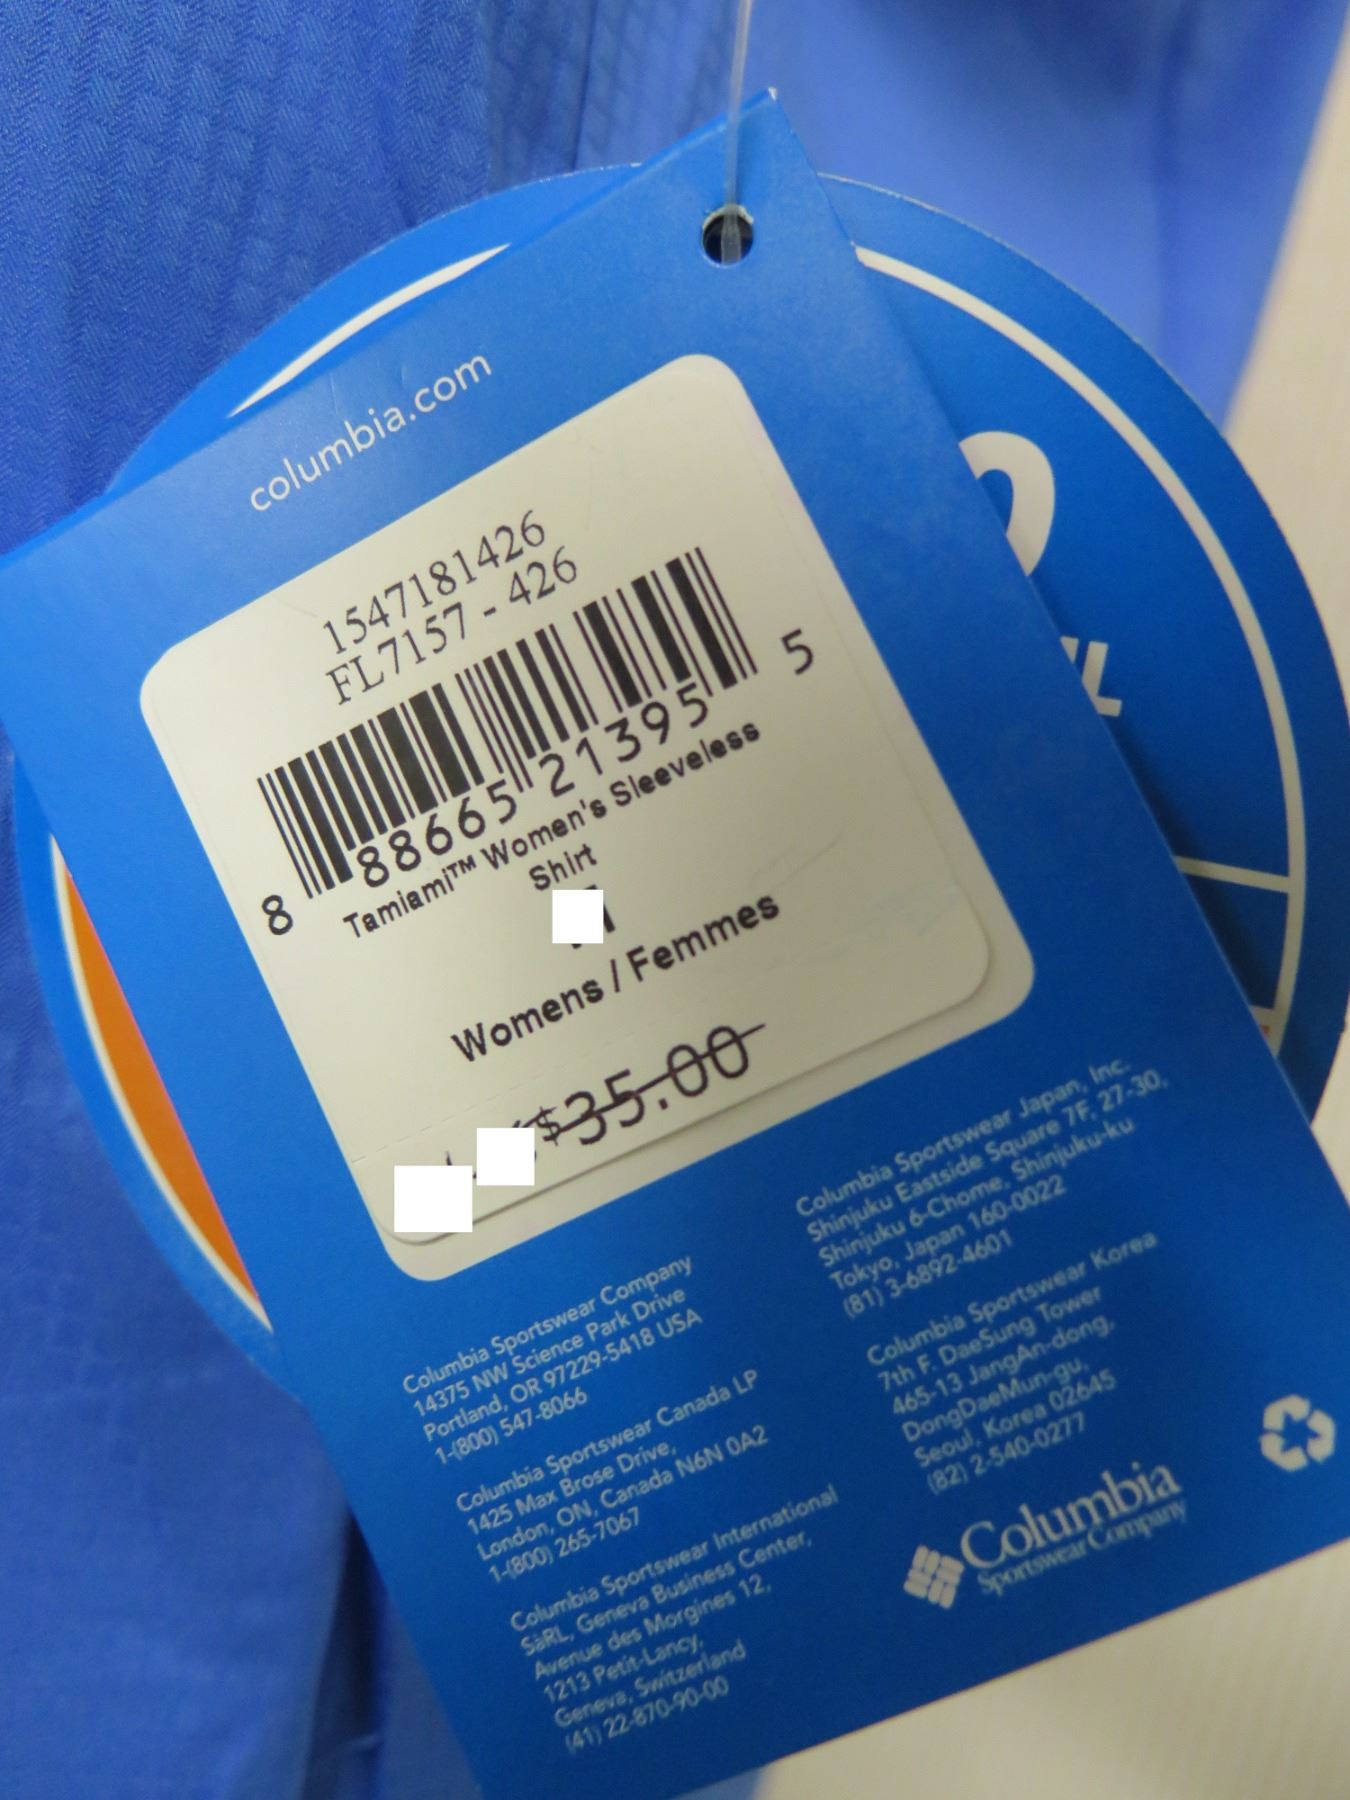 columbia.com
1547181426
FL7157 - 426
8 88665 21395 5
Tamiami™ Women's Sleeveless
Shirt
Womens / Femmes
$35.00
Columbia Sportswear Company
14375 NW Science Park Drive
Portland, OR 97229-5418 USA
1-(800) 547-8066
Columbia Sportswear Canada LP
1425 Max Brose Drive,
London, ON, Canada N6N 0A2
1-(800) 265-7067
Columbia Sportswear International
SàRL, Geneva Business Center,
Avenue des Morgines 12,
1213 Petit-Lancy,
Geneva, Switzerland
(41) 22-870-90-00
Columbia Sportswear Japan, Inc.
Shinjuku Eastside Square 7F, 27-30,
Shinjuku 6-Chome, Shinjuku-ku
Tokyo, Japan 160-0022
(81) 3-6892-4601
Columbia Sportswear Korea
7th F. DaeSung Tower
465-13 JangAn-dong,
DongDaeMun-gu,
Seoul, Korea 02645
(82) 2-540-0277
Columbia
Sportswear Company